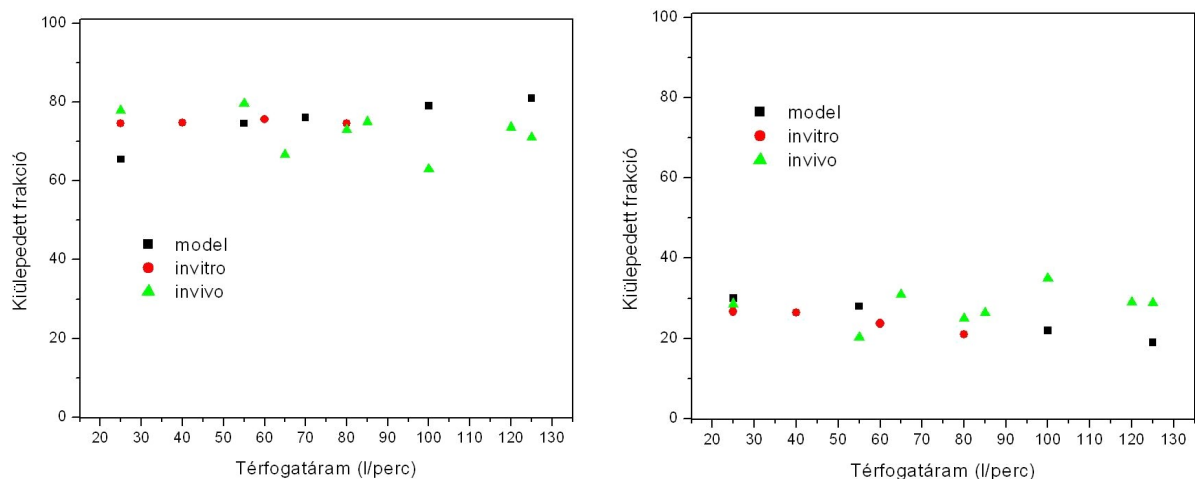 100
80
60
40
20
0
Kiülepedett frakció
model
invitro
invivo
20 30 40 50 60 70 80 90 100 110 120 130
Térfogatáram (l/perc)
100
80
60
40
20
0
Kiülepedett frakció
model
invitro
invivo
20 30 40 50 60 70 80 90 100 110 120 130
Térfogatáram (l/perc)